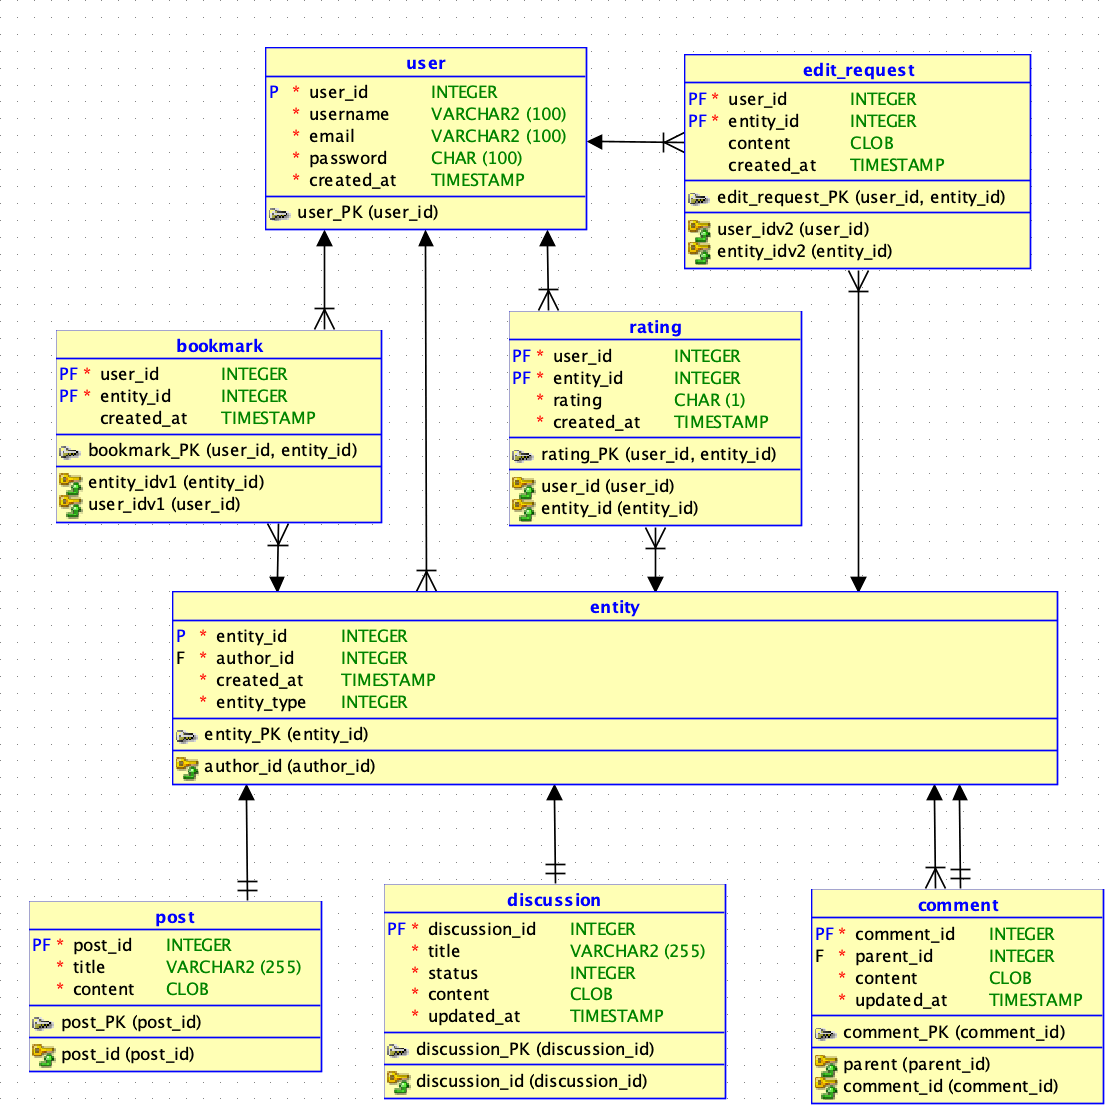 user
P * user_id INTEGER
* username VARCHAR2 (100)
* email VARCHAR2 (100)
* password CHAR (100)
* created_at TIMESTAMP
user_PK (user_id)
edit_request
PF * user_id INTEGER
PF * entity_id INTEGER
content CLOB
created_at TIMESTAMP
edit_request_PK (user_id, entity_id)
user_idv2 (user_id)
entity_idv2 (entity_id)
bookmark
PF * user_id INTEGER
PF * entity_id INTEGER
created_at TIMESTAMP
bookmark_PK (user_id, entity_id)
entity_idv1 (entity_id)
user_idv1 (user_id)
rating
PF * user_id INTEGER
PF * entity_id INTEGER
* rating CHAR (1)
* created_at TIMESTAMP
rating_PK (user_id, entity_id)
user_id (user_id)
entity_id (entity_id)
entity
P * entity_id INTEGER
F * author_id INTEGER
* created_at TIMESTAMP
* entity_type INTEGER
entity_PK (entity_id)
author_id (author_id)
post
PF * post_id INTEGER
* title VARCHAR2 (255)
* content CLOB
post_PK (post_id)
post_id (post_id)
discussion
PF * discussion_id INTEGER
* title VARCHAR2 (255)
* status INTEGER
* content CLOB
* updated_at TIMESTAMP
discussion_PK (discussion_id)
discussion_id (discussion_id)
comment
PF * comment_id INTEGER
F * parent_id INTEGER
* content CLOB
* updated_at TIMESTAMP
comment_PK (comment_id)
parent (parent_id)
comment_id (comment_id)